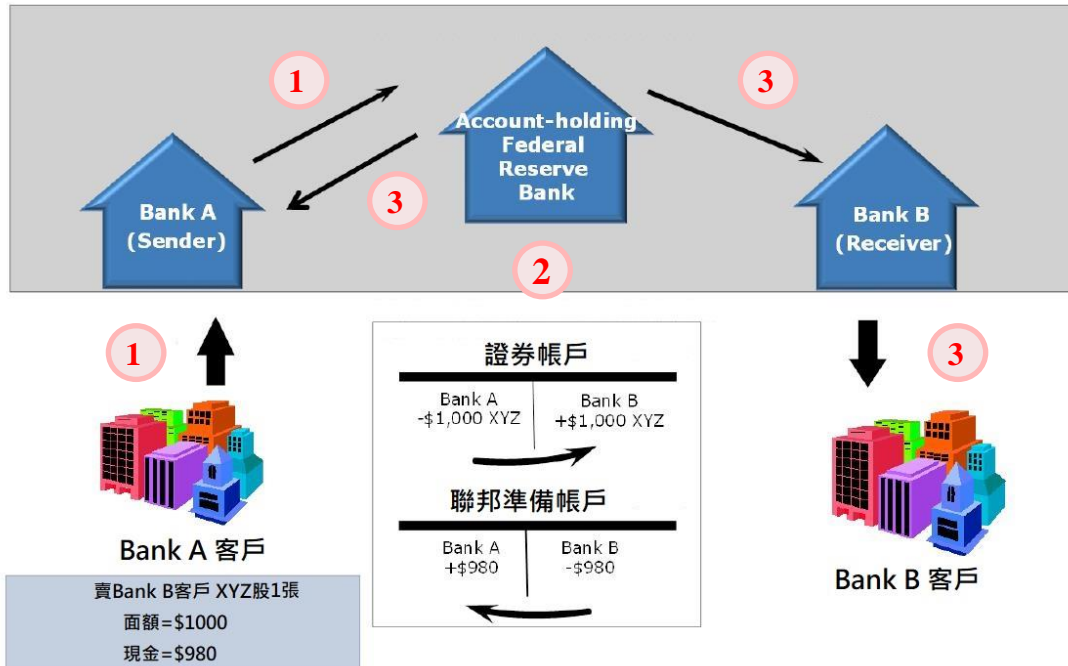 1
3
3
Account-holding
Federal
Reserve
Bank
Bank A
(Sender)
Bank B
(Receiver)
2
1
3
證券帳戶
Bank A
-$1,000 XYZ
Bank B
+$1,000 XYZ
聯邦準備帳戶
Bank A
+$980
Bank B
-$980
Bank A 客戶
Bank B 客戶
賣Bank B客戶 XYZ股1張
面額=$1000
現金=$980